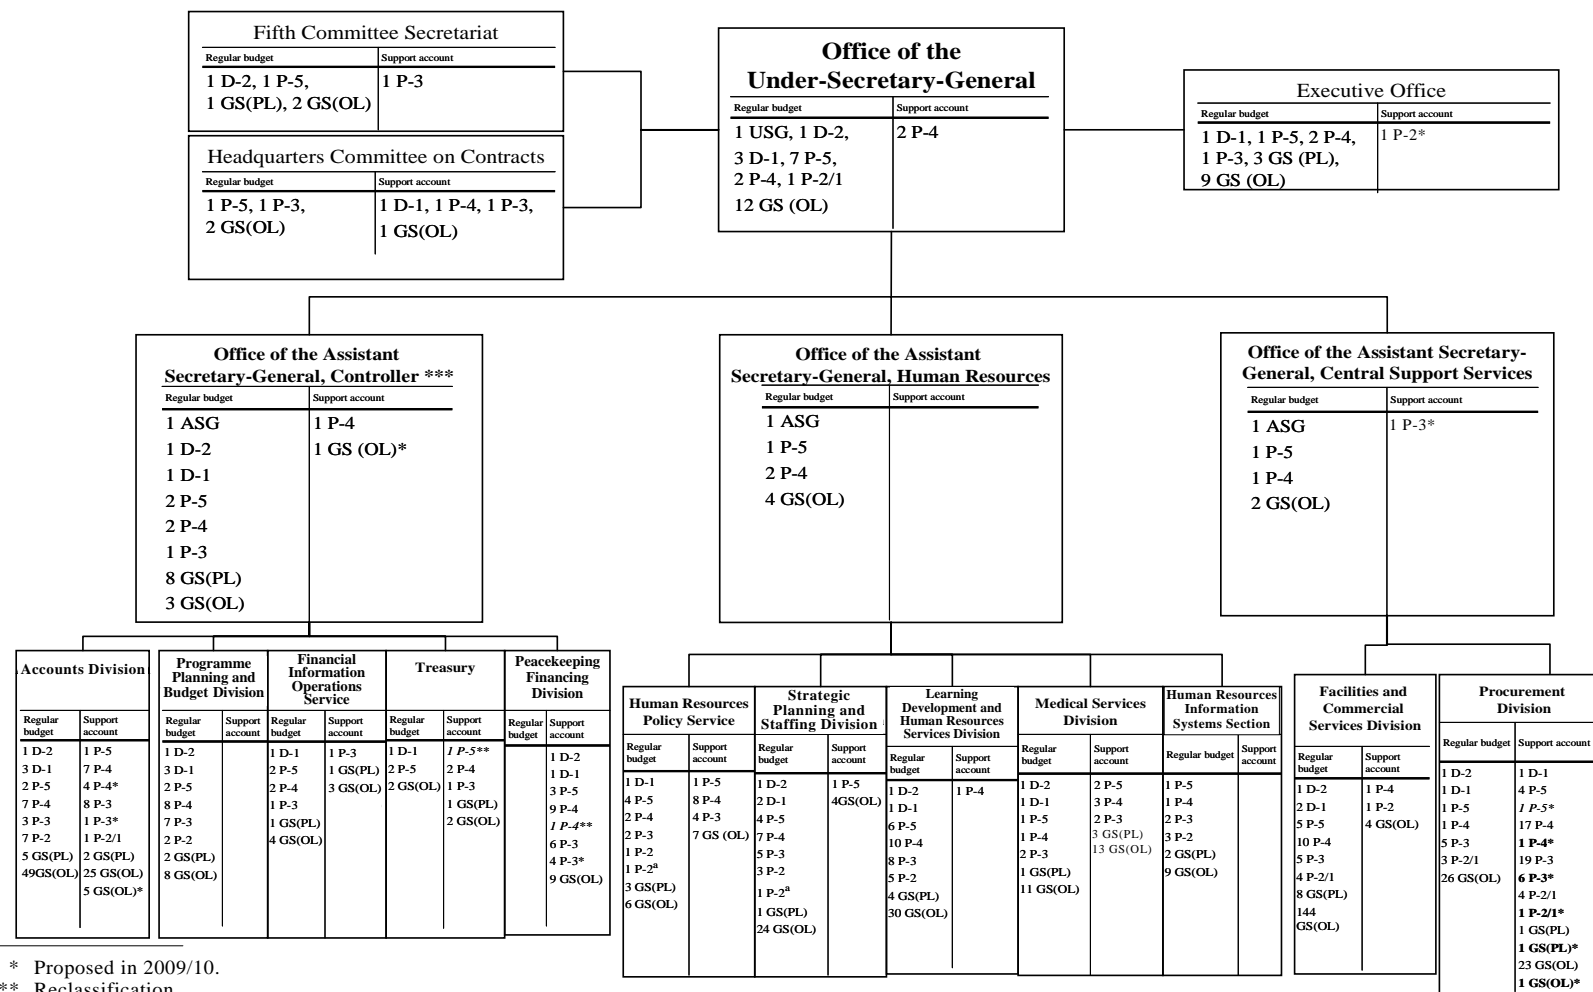 Fifth Committee Secretariat
Regular budget Support account
1 D-2, 1 P-5, 1 P-3
1 GS(PL), 2 GS(OL)
Headquarters Committee on Contracts
Regular budget Support account
1 P-5, 1 P-3, 1 D-1, 1 P-4, 1 P-3,
2 GS(OL) 1 GS(OL)
Office of the
Under-Secretary-General
Regular budget Support account
1 USG, 1 D-2, 2 P-4
3 D-1, 7 P-5,
2 P-4, 1 P-2/1
12 GS (OL)
Executive Office
Regular budget Support account
1 D-1, 1 P-5, 2 P-4, 1 P-2*
1 P-3, 3 GS (PL),
9 GS (OL)
Office of the Assistant
Secretary-General, Controller ***
Regular budget Support account
1 ASG 1 P-4
1 D-2 1 GS (OL)*
1 D-1
2 P-5
2 P-4
1 P-3
8 GS(PL)
3 GS(OL)
Office of the Assistant
Secretary-General, Human Resources
Regular budget Support account
1 ASG
1 P-5
2 P-4
4 GS(OL)
Office of the Assistant Secretary-
General, Central Support Services
Regular budget Support account
1 ASG 1 P-3*
1 P-5
1 P-4
2 GS(OL)
Accounts Division
Regular Support
budget account
1 D-2 1 P-5
3 D-1 7 P-4
2 P-5 4 P-4*
7 P-4 8 P-3
3 P-3 1 P-3*
7 P-2 1 P-2/1
5 GS(PL) 2 GS(PL)
49GS(OL) 25 GS(OL)
5 GS(OL)*
Programme
Planning and
Budget Division
Regular Support
budget account
1 D-2
3 D-1
2 P-5
8 P-4
7 P-3
2 P-2
2 GS(PL)
8 GS(OL)
Financial
Information
Operations
Service
Regular Support
budget account
1 D-1 1 P-3
2 P-5 1 GS(PL)
2 P-4 3 GS(OL)
1 P-3
1 GS(PL)
4 GS(OL)
Treasury
Regular Support
budget account
1 D-1 1 P-5**
2 P-5 2 P-4
2 GS(OL) 1 P-3
1 GS(PL)
2 GS(OL)
Peacekeeping
Financing
Division
Regular Support
budget account
1 D-2
1 D-1
3 P-5
9 P-4
1 P-4**
6 P-3
4 P-3*
9 GS(OL)
Human Resources
Policy Service
Regular Support
budget account
1 D-1 1 P-5
4 P-5 8 P-4
2 P-4 4 P-3
2 P-3 7 GS (OL)
1 P-2
1 P-2a
3 GS(PL)
6 GS(OL)
Strategic
Planning and
Staffing Division
Regular Support
budget account
1 D-2 1 P-5
2 D-1 4GS(OL)
4 P-5
7 P-4
5 P-3
3 P-2
1 P-2a
1 GS(PL)
24 GS(OL)
Learning
Development and
Human Resources
Services Division
Regular Support
budget account
1 D-2 1 P-4
1 D-1
6 P-5
10 P-4
8 P-3
5 P-2
4 GS(PL)
30 GS(OL)
Medical Services
Division
Regular Support
budget account
1 D-2 2 P-5
1 D-1 3 P-4
1 P-5 2 P-3
1 P-4 3 GS(PL)
2 P-3 13 GS(OL)
1 GS(PL)
11 GS(OL)
Human Resources
Information
Systems Section
Regular budget Support
account
1 P-5
1 P-4
2 P-3
3 P-2
2 GS(PL)
9 GS(OL)
Facilities and
Commercial
Services Division
Regular Support
budget account
1 D-2 1 P-4
2 D-1 1 P-2
5 P-5 4 GS(OL)
10 P-4
5 P-3
4 P-2/1
8 GS(PL)
144
GS(OL)
Procurement
Division
Regular budget Support account
1 D-2 1 D-1
1 D-1 4 P-5
1 P-5 1 P-5*
1 P-4 17 P-4
5 P-3 1 P-4*
3 P-2/1 19 P-3
26 GS(OL) 6 P-3*
4 P-2/1
1 P-2/1*
1 GS(PL)
1 GS(PL)*
23 GS(OL)
1 GS(OL)*
* Proposed in 2009/10.
** Reclassification